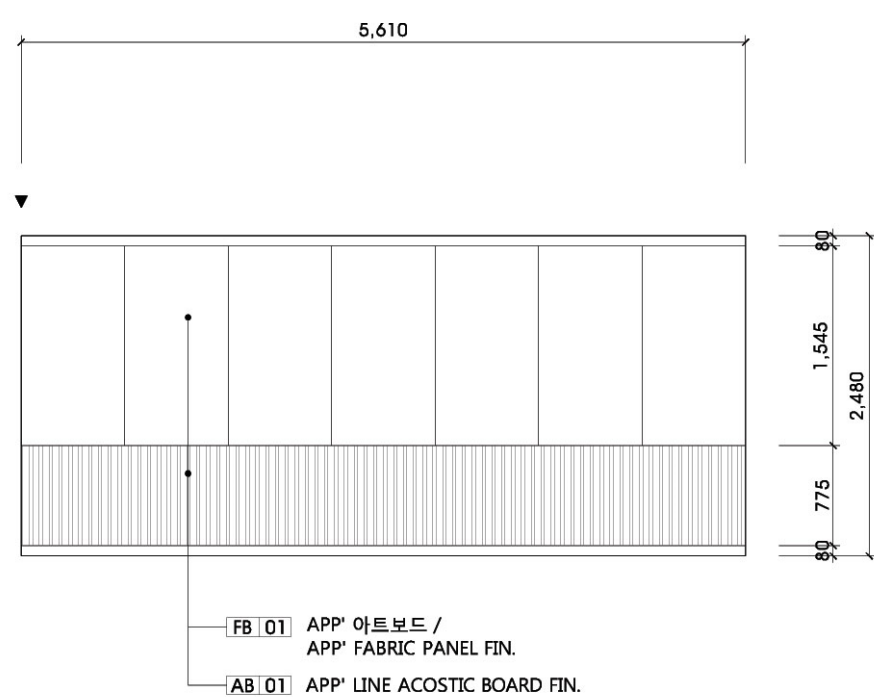 5,610
80
1,545
2,480
775
80
FB 01 APP' 아트보드 /
APP' FABRIC PANEL FIN.
AB 01 APP' LINE ACOSTIC BOARD FIN.